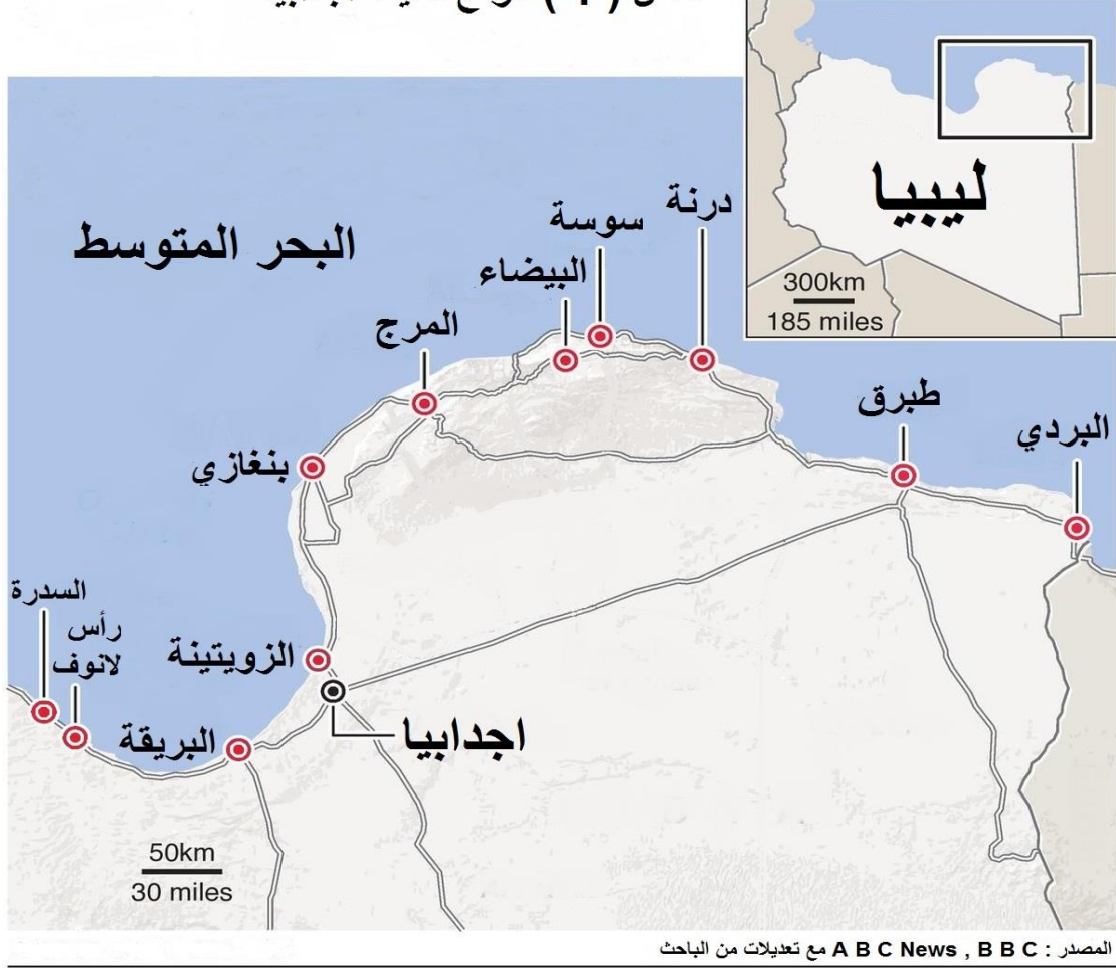 ليبيا
300km
185 miles
درنة
سوسة
البيضاء
البحر المتوسط
المرج
طبرق
البردي
بنغازي
السدرة
رأس
لانوف
الزويتينة
اجدابيا
البريقة
50km
30 miles
المصدر : A B C News , B B C مع تعديلات من الباحث